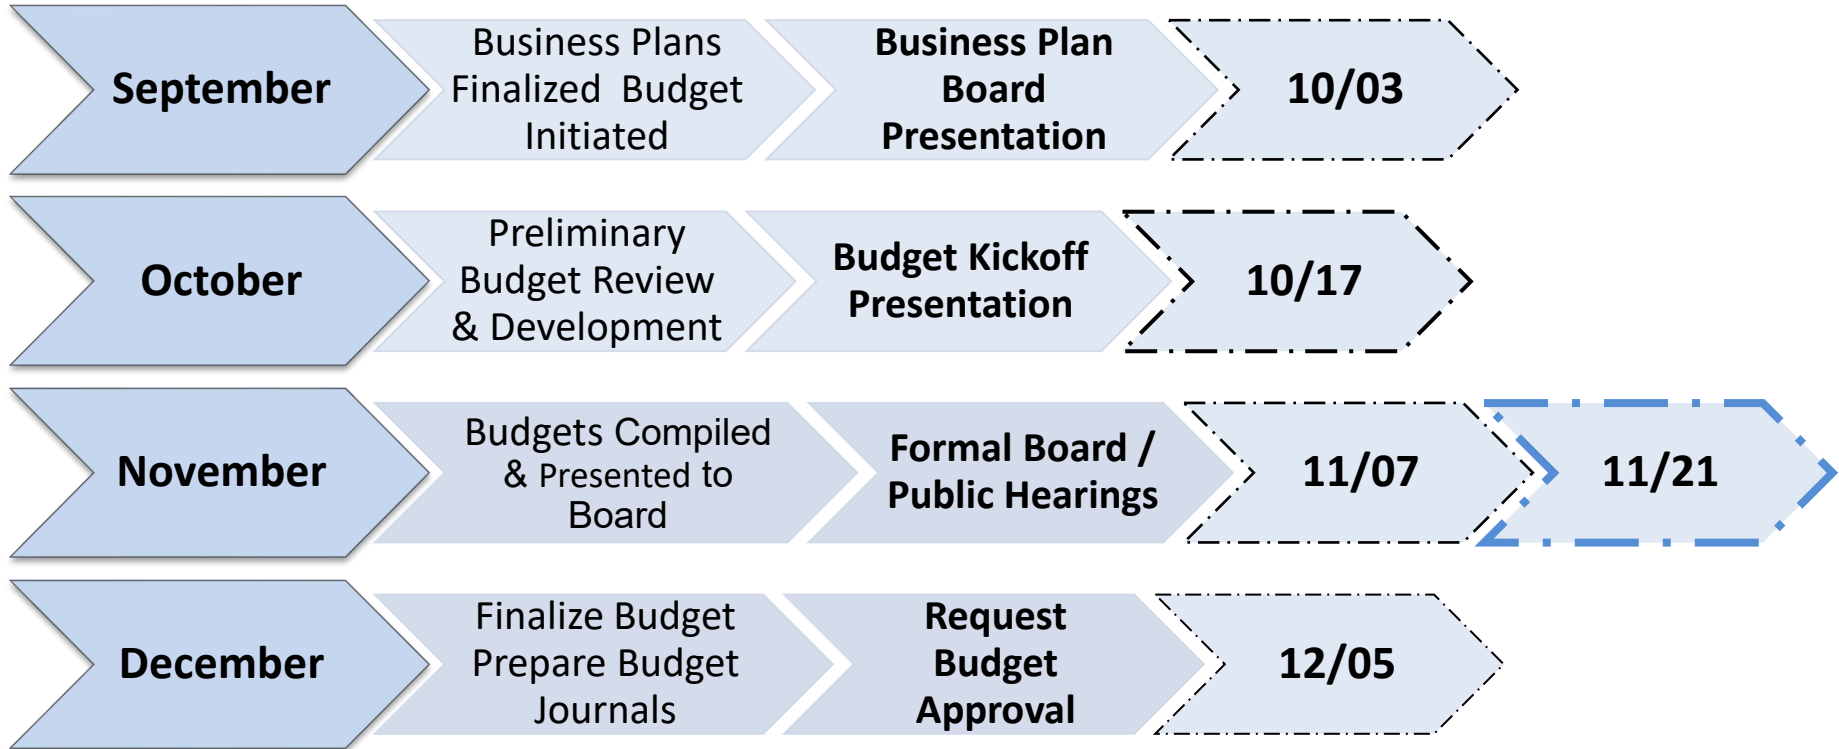 September
Business Plans
Finalized  Budget
Initiated
Business Plan
Board
Presentation
10/03
October
Preliminary
Budget Review
& Development
Budget Kickoff
Presentation
10/17
November
Budgets Compiled
& Presented to
Board
Formal Board /
Public Hearings
11/07
11/21
December
Finalize Budget
Prepare Budget
Journals
Request
Budget
Approval
12/05